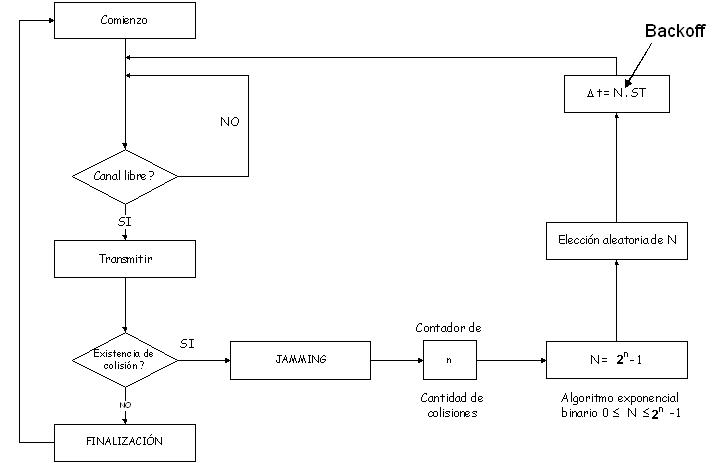 Comienzo
Backoff
Δ t = N . ST
NO
Canal libre ?
SI
Elección aleatoria de N
Transmitir
Existencia de
colisión ?
SI
JAMMING
Contador de
n
Cantidad de
colisiones
N = 2ⁿ - 1
Algoritmo exponencial
binario 0 ≤ N ≤ 2ⁿ - 1
NO
FINALIZACIÓN